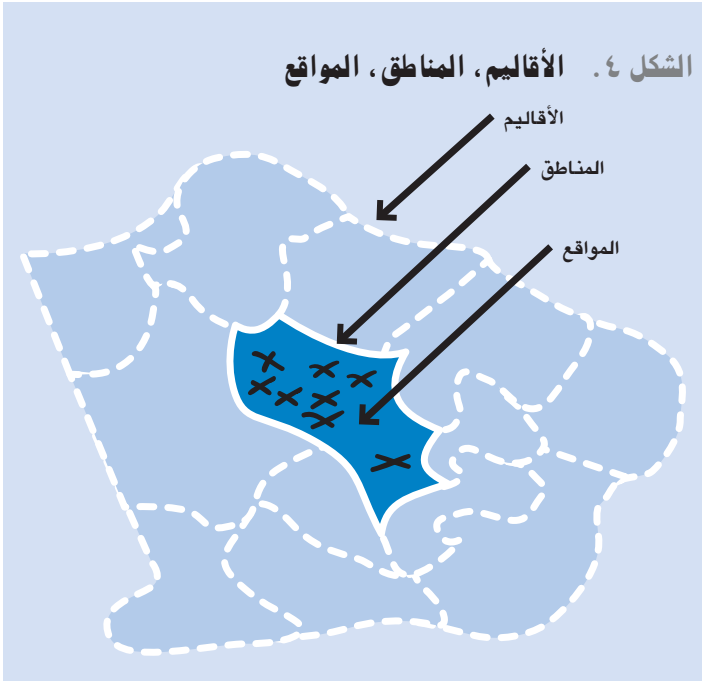 الشكل ٤. الأقاليم، المناطق، المواقع
الأقاليم
المناطق
المواقع